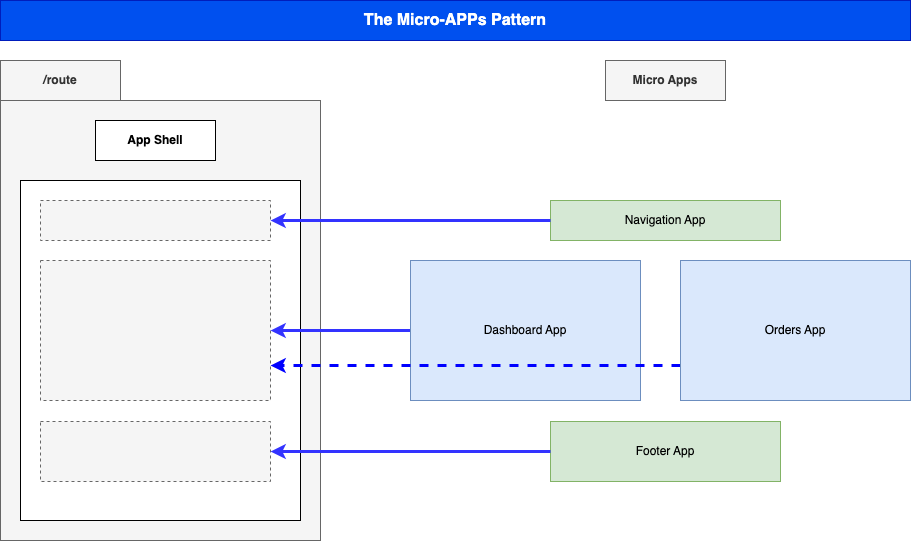 The Micro-APPs Pattern
/route
Micro Apps
App Shell
Navigation App
Dashboard App
Orders App
Footer App